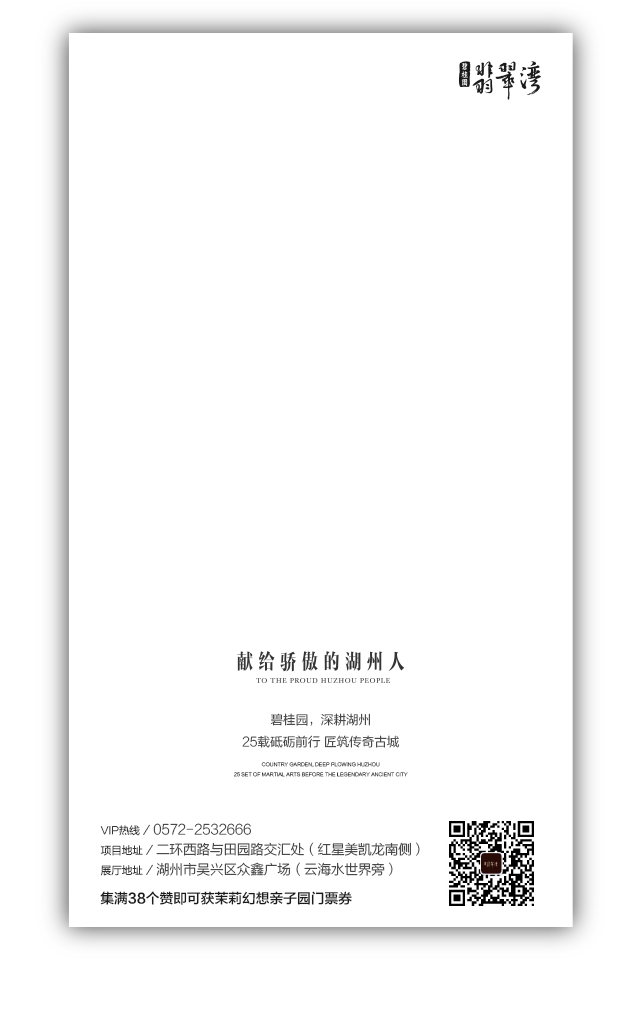 碧桂园
翡翠湾
献给骄傲的湖州人
TO THE PROUD HUZHOU PEOPLE
碧桂园，深耕湖州
25载砥砺前行 匠筑传奇古城
COUNTRY GARDEN, DEEP PLOWING HUZHOU
25 SET OF MARTIAL ARTS BEFORE THE LEGENDARY ANCIENT CITY
VIP热线 / 0572-2532666
项目地址 / 二环西路与田园路交汇处（红星美凯龙南侧）
展厅地址 / 湖州市吴兴区众鑫广场（云海水世界旁）
集满38个赞即可获茉莉幻想亲子园门票券